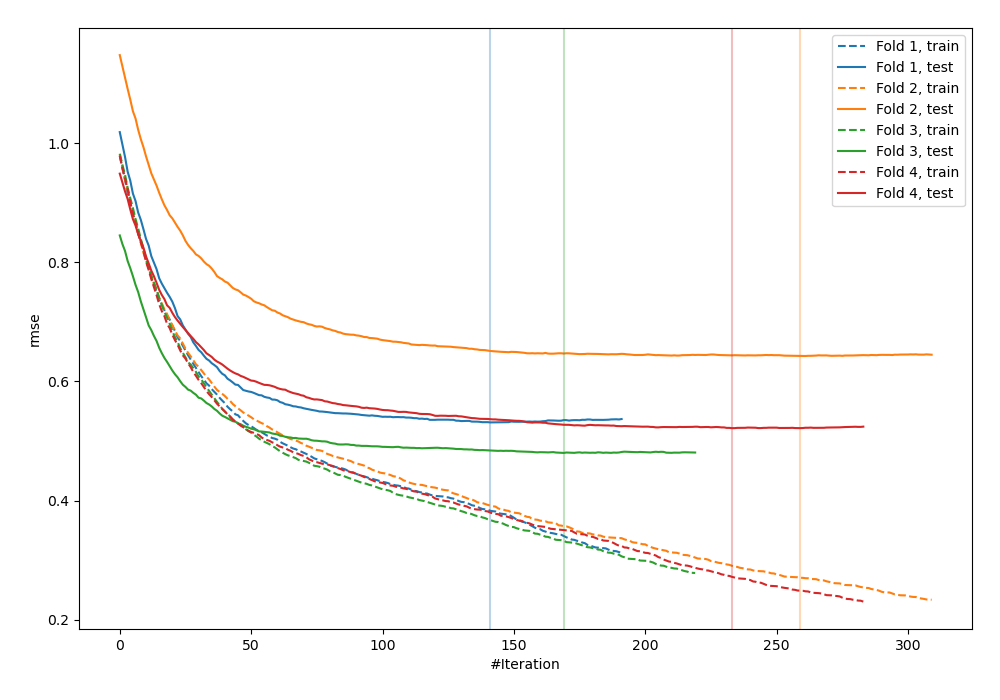 Fold 1, train
Fold 1, test
Fold 2, train
Fold 2, test
Fold 3, train
Fold 3, test
Fold 4, train
Fold 4, test
rmse
1.0
0.8
0.6
0.4
0.2
0 50 100 150 200 250 300
#Iteration